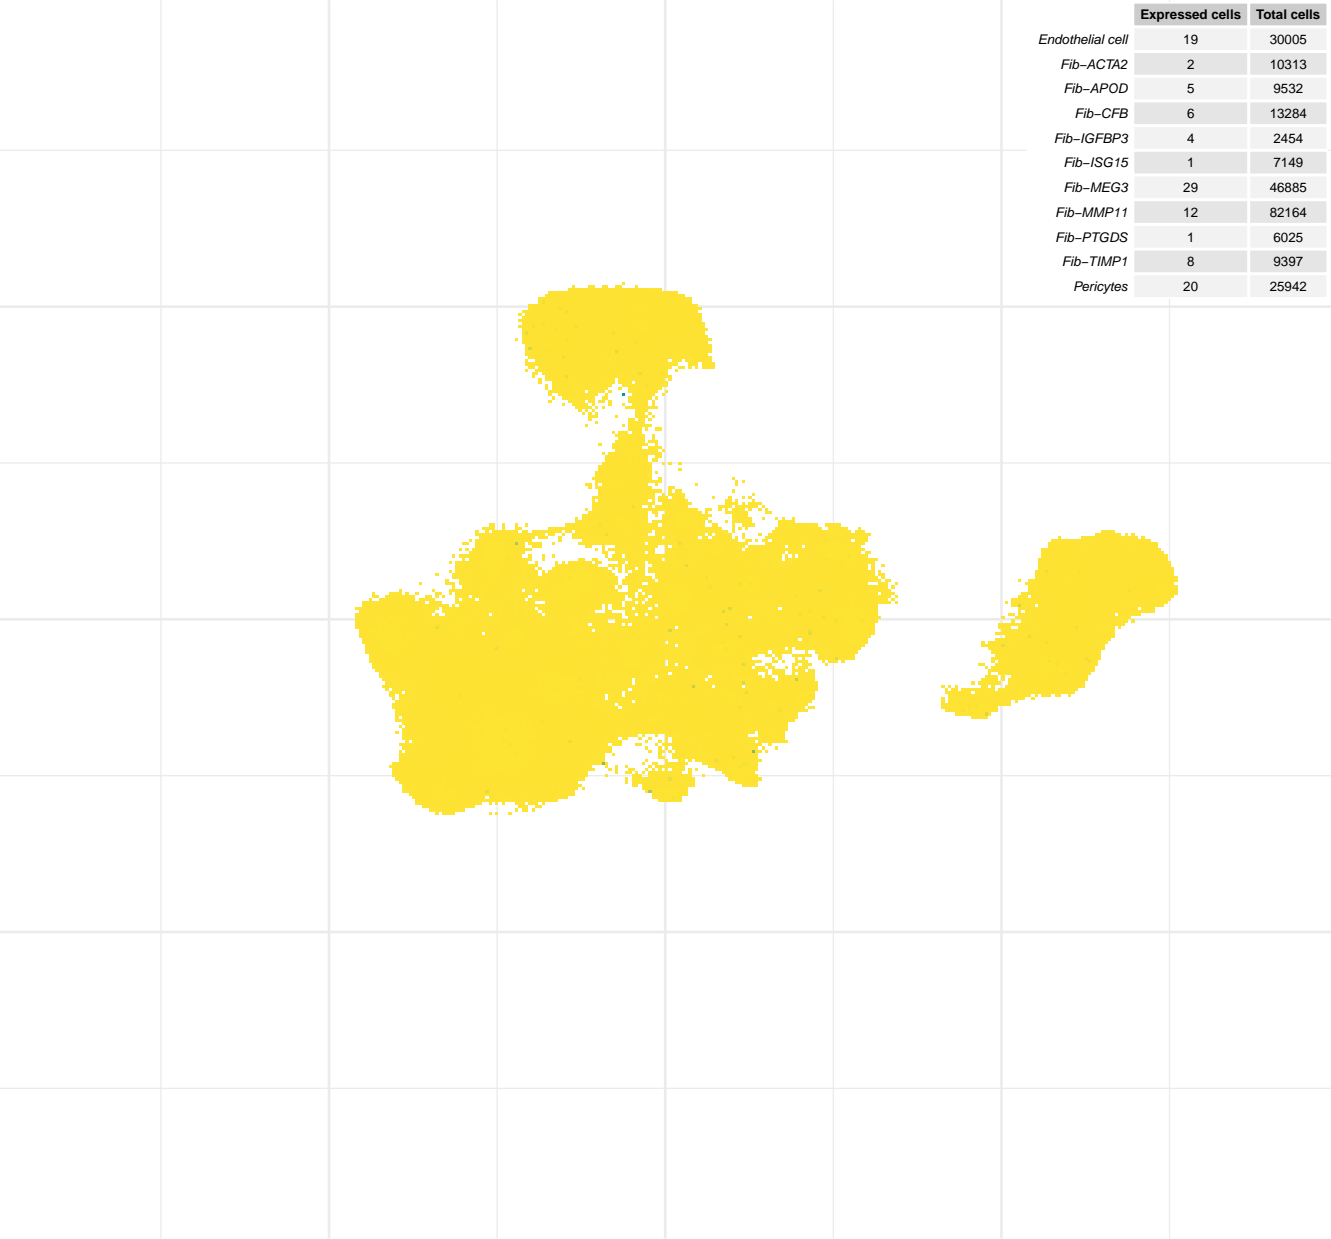 Expressed cells Total cells
Endothelial cell 19 30005
Fib−ACTA2 2 10313
Fib−APOD 5 9532
Fib−CFB 6 13284
Fib−IGFBP3 4 2454
Fib−ISG15 1 7149
Fib−MEG3 29 46885
Fib−MMP11 12 82164
Fib−PTGDS 1 6025
Fib−TIMP1 8 9397
Pericytes 20 25942